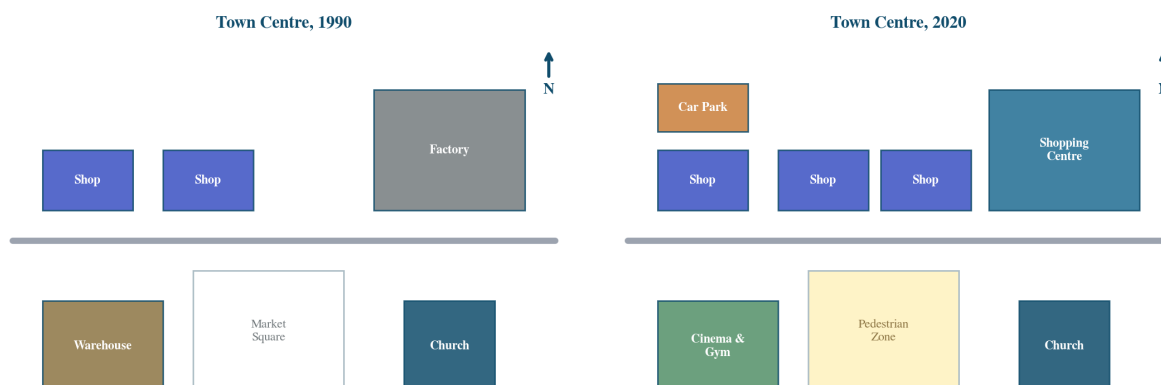 Town Centre, 1990
N
Factory
Shop
Shop
Warehouse
Market
Square
Church
Town Centre, 2020
Car Park
Shopping
Centre
Shop
Shop
Shop
Cinema &
Gym
Pedestrian
Zone
Church